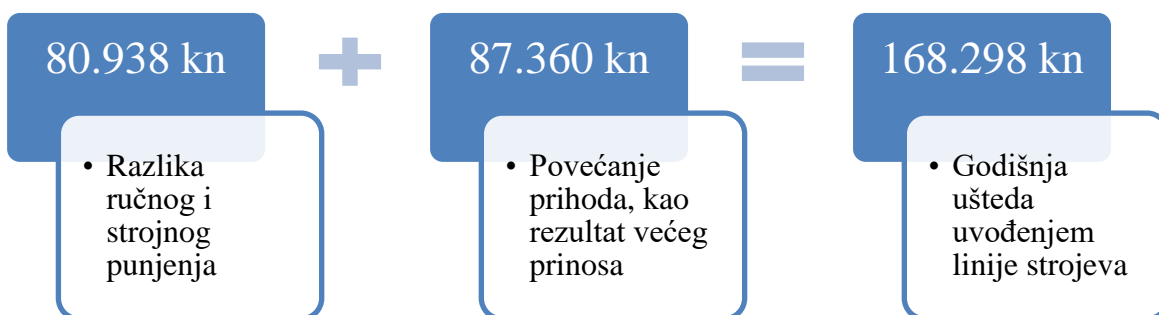 80.938 kn
• Razlika
ručnog i
strojnog
punjenja
+
87.360 kn
• Povećanje
prihoda, kao
rezultat većeg
prinosa
=
168.298 kn
• Godišnja
ušteda
uvođenjem
linije strojeva